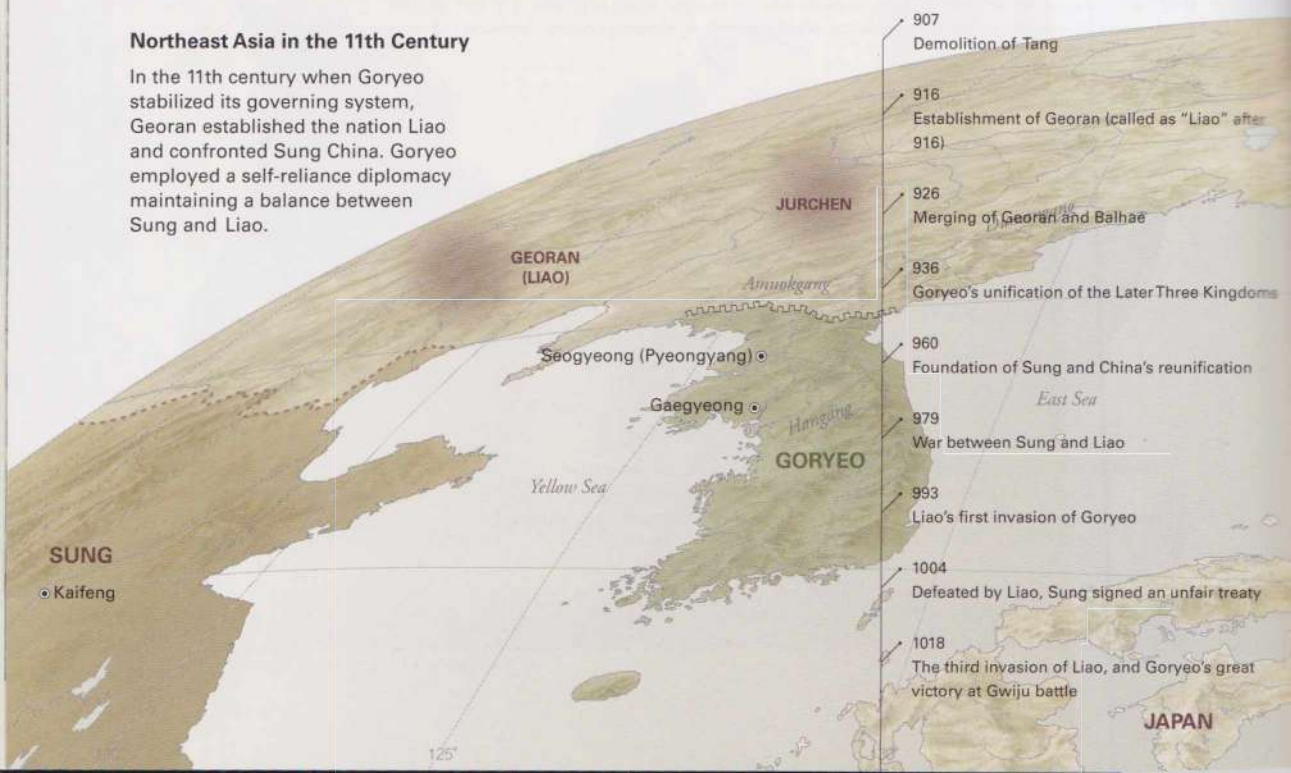 Northeast Asia in the 11th Century
In the 11th century when Goryeo
stabilized its governing system,
Georan established the nation Liao
and confronted Sung China. Goryeo
employed a self-reliance diplomacy
maintaining a balance between
Sung and Liao.
907
Demolition of Tang
916
Establishment of Georan (called as "Liao" after
916)
926
Merging of Georan and Balhae
936
Goryeo's unification of the Later Three Kingdoms
960
Foundation of Sung and China's reunification
979
War between Sung and Liao
993
Liao's first invasion of Goryeo
1004
Defeated by Liao, Sung signed an unfair treaty
1018
The third invasion of Liao, and Goryeo's great
victory at Gwiju battle
JURCHEN
GEORAN
(LIAO)
Amnokgang
Seogyeong (Pyeongyang)
Gaegyeong
Hangang
GORYEO
East Sea
Yellow Sea
SUNG
Kaifeng
JAPAN
125°